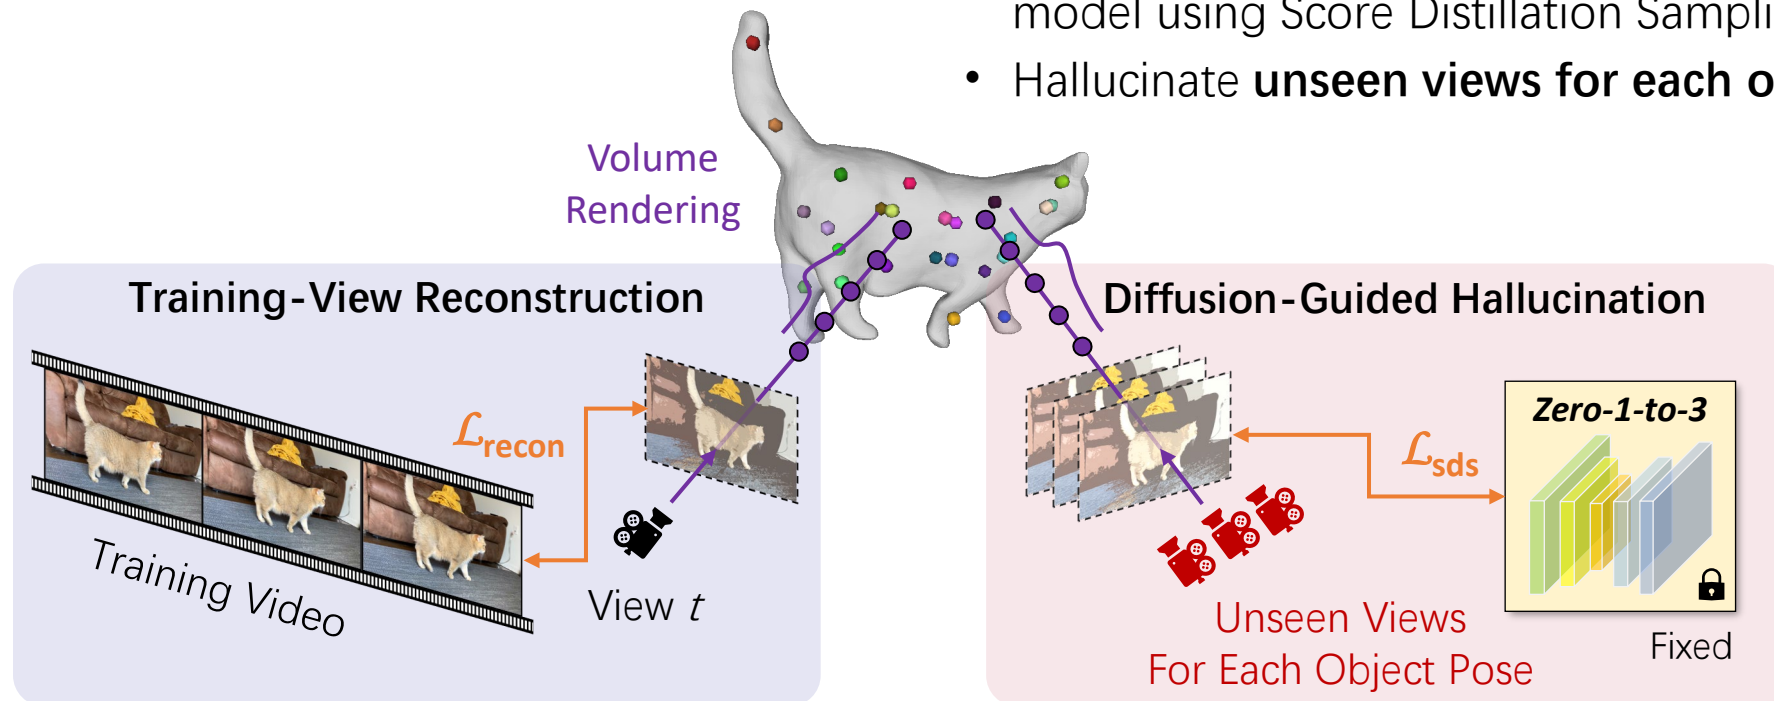 model using Score Distillation Sampli
• Hallucinate unseen views for each o
Volume
Rendering
Training-View Reconstruction
Diffusion-Guided Hallucination
ℒrecon
Training Video
View t
Zero-1-to-3
ℒsds
Unseen Views
For Each Object Pose
Fixed